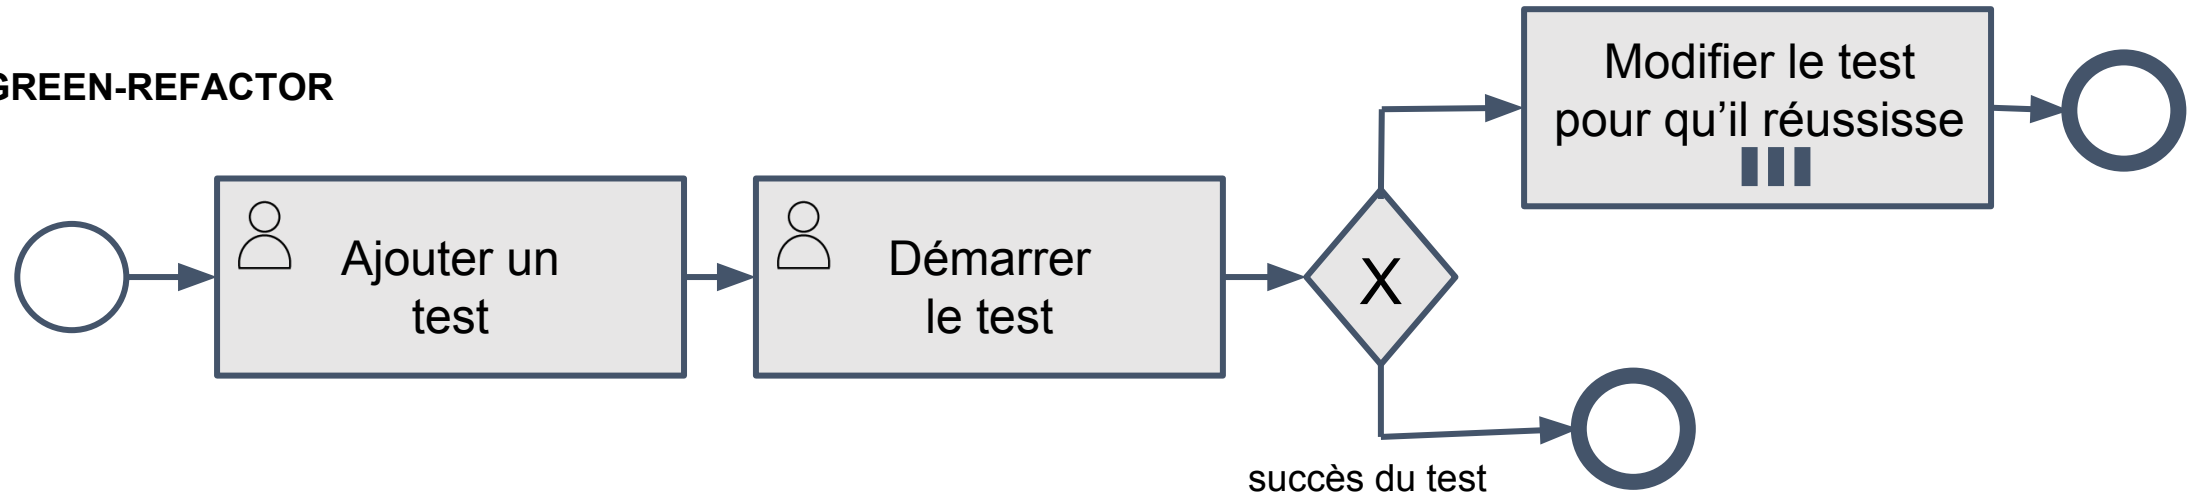 GREEN-REFACTOR
Modifier le test
pour qu’il réussisse
Ajouter un
test
Démarrer
le test
X
succès du test